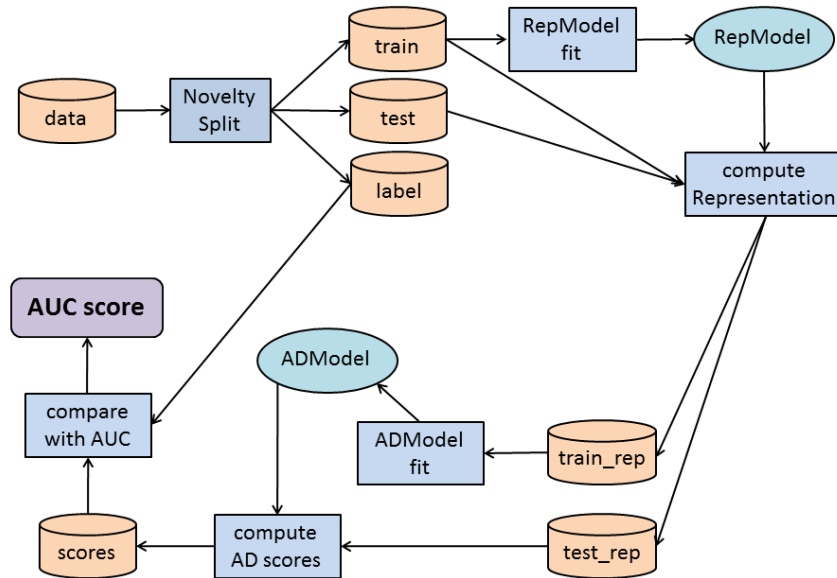 train
RepModel
fit
RepModel
data
Novelty
Split
test
label
compute
Representation
AUC score
ADModel
compare
with AUC
ADModel
fit
train_rep
scores
compute
AD scores
test_rep